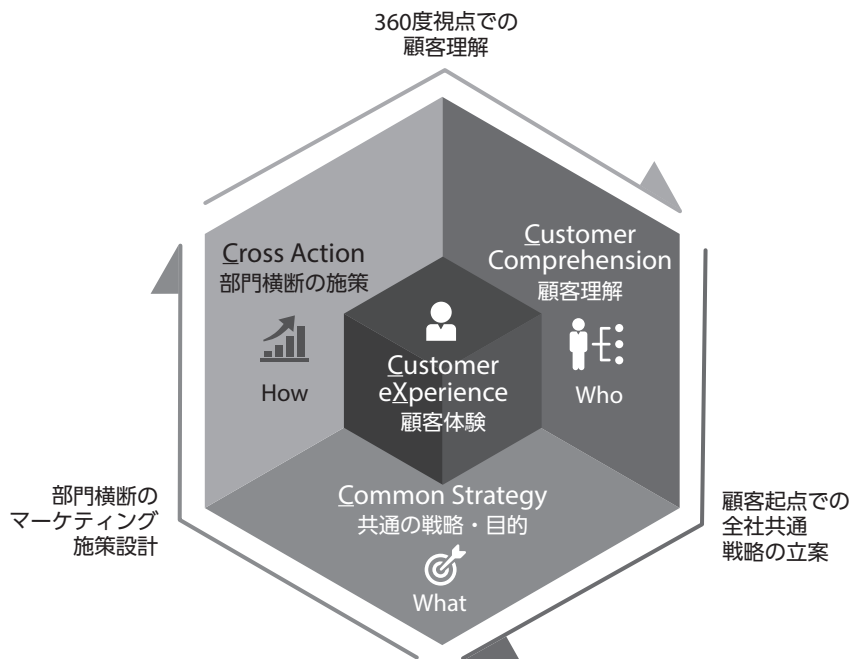 360度視点での
顧客理解
Cross Action
部門横断の施策
How
Customer
Comprehension
顧客理解
Who
Customer
eXperience
顧客体験
Common Strategy
共通の戦略・目的
What
部門横断の
マーケティング
施策設計
顧客起点での
全社共通
戦略の立案